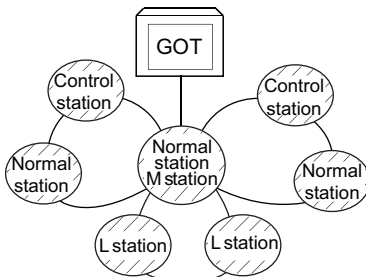 GOT
Control
station
Control
station
Normal
station
Normal
station
M station
Normal
station
L station
L station